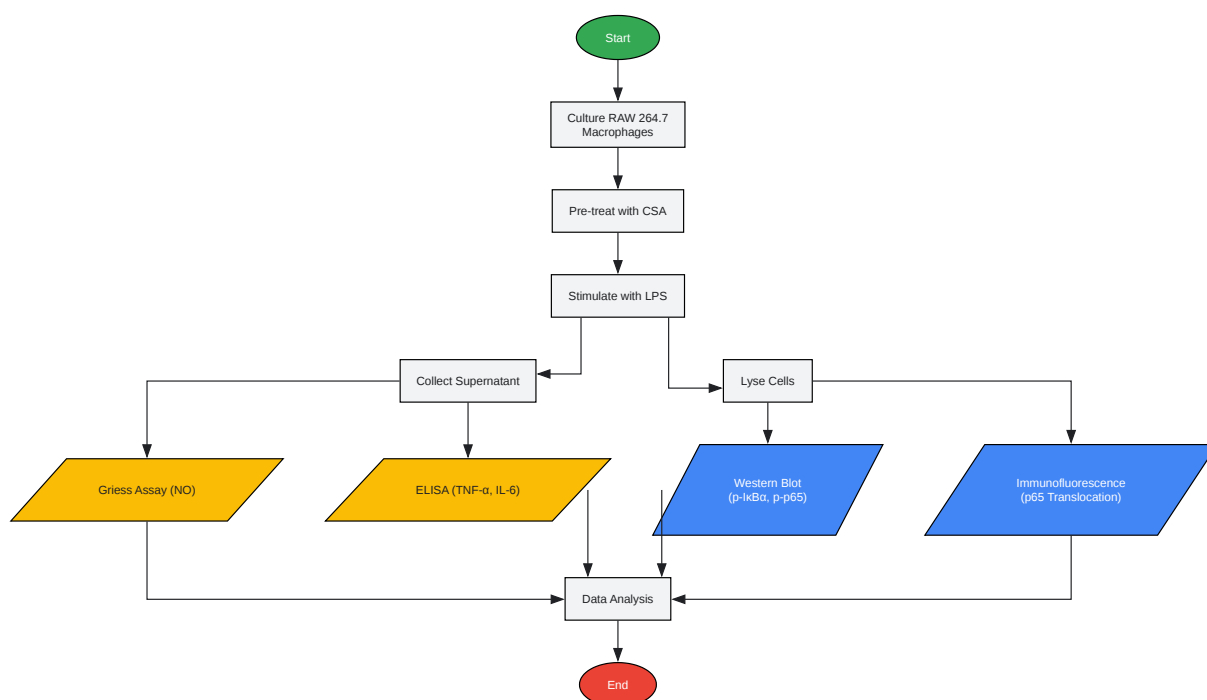 Start
Culture RAW 264.7
Macrophages
Pre-treat with CSA
Stimulate with LPS
Collect Supernatant
Lyse Cells
Griess Assay (NO)
ELISA (TNF-α, IL-6)
Western Blot
(p-IκBα, p-p65)
Immunofluorescence
(p65 Translocation)
Data Analysis
End